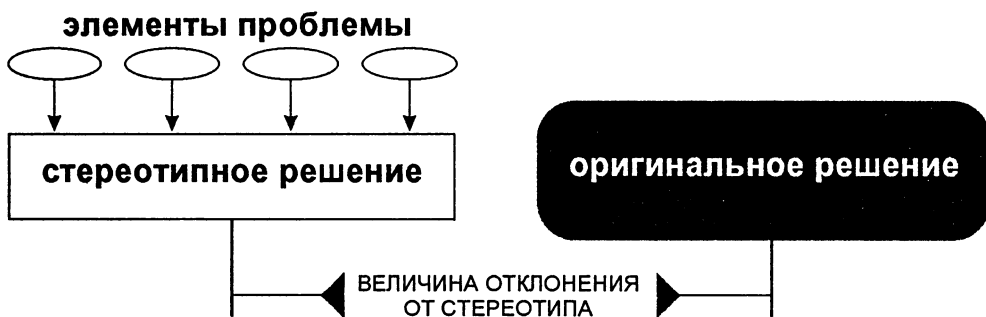 элементы проблемы
стереотипное решение
оригинальное решение
ВЕЛИЧИНА ОТКЛОНЕНИЯ
ОТ СТЕРЕОТИПА